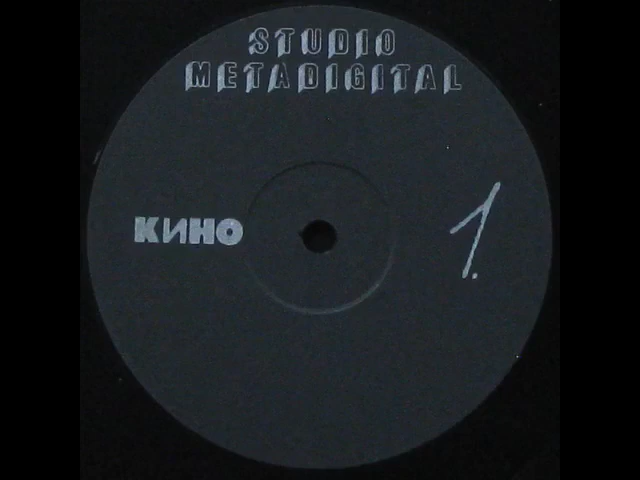 STUDIO
METADIGITAL
КИНО
1.